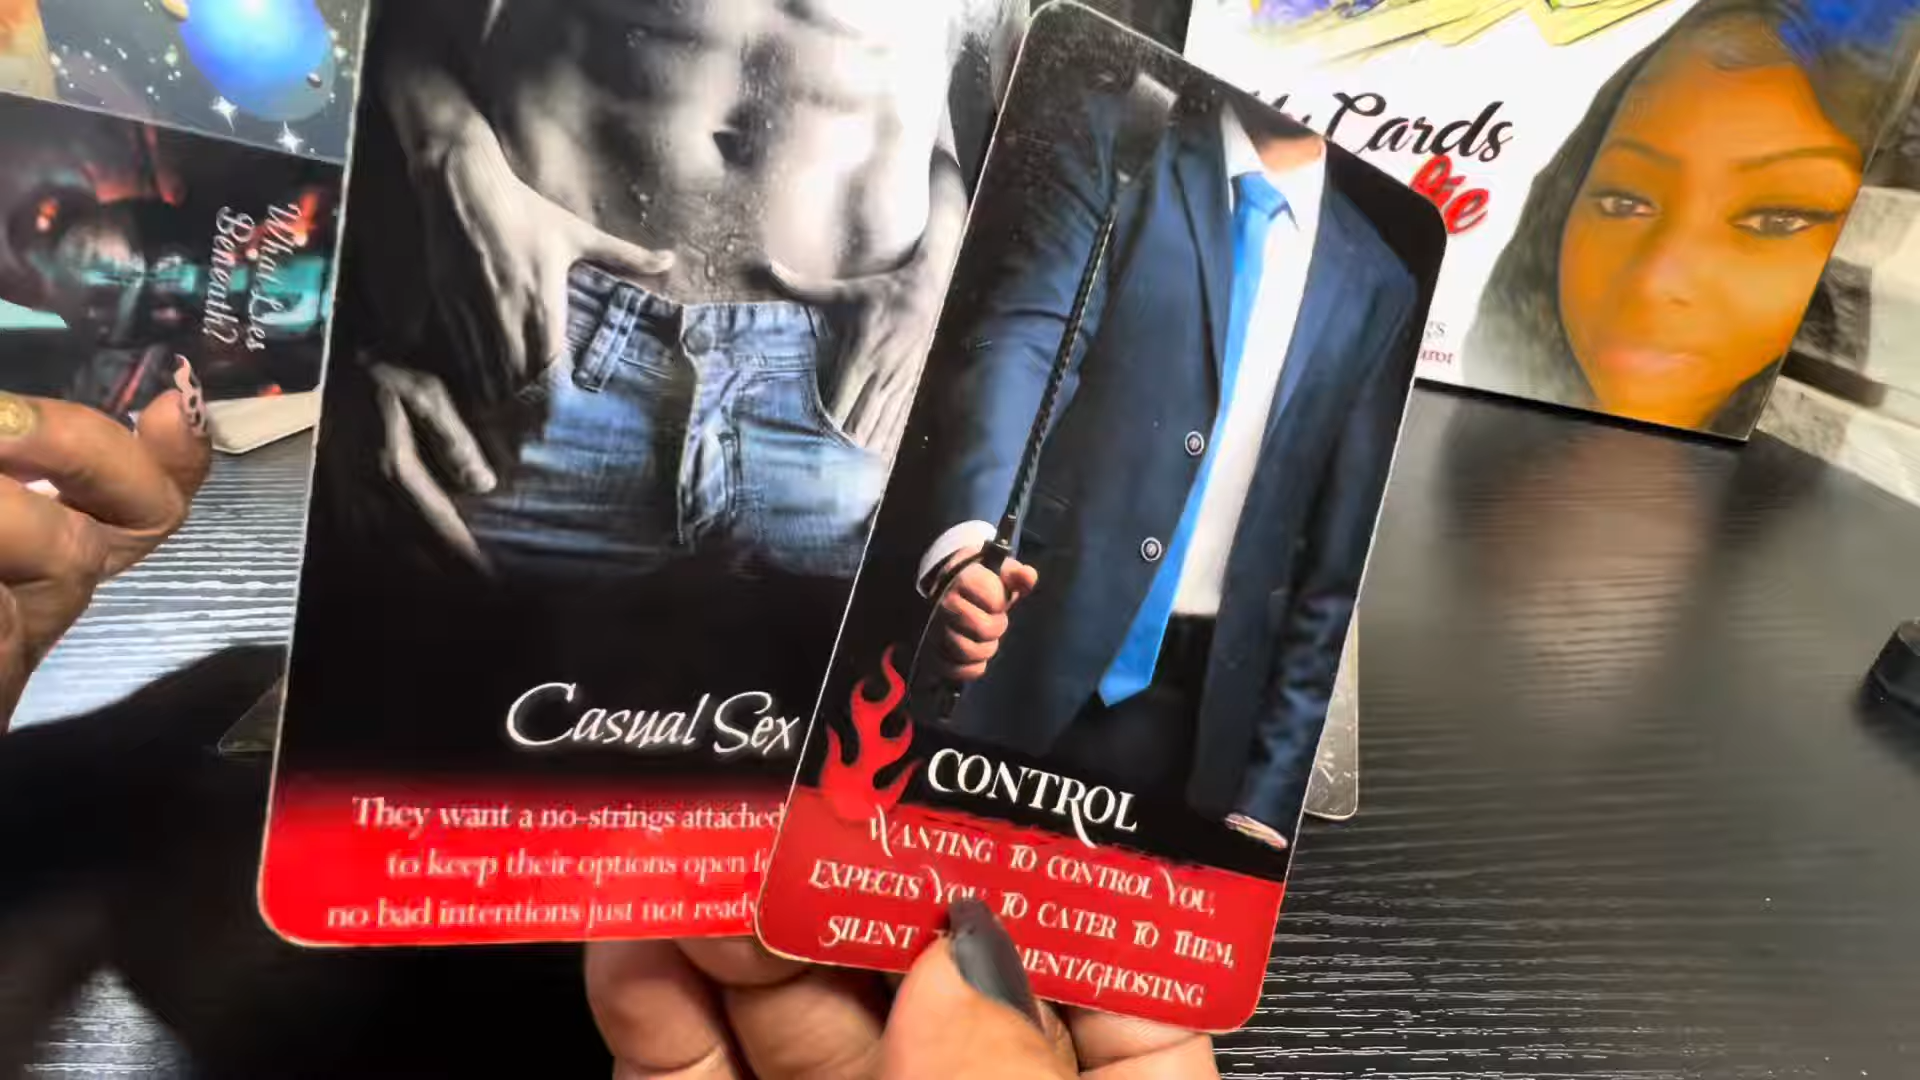 What Lies
Beneath?
Cards
Casual Sex
They want a no-strings attached
to keep their options open
no bad intentions just not ready
CONTROL
WANTING TO CONTROL YOU,
EXPECTS YOU TO CATER TO THEM,
SILENT /GHOSTING